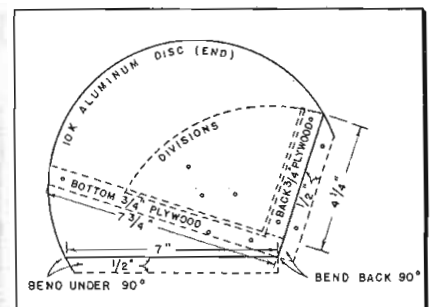 10K ALUMINUM DISC (END)
DIVISIONS
BOTTOM 3/4 PLYWOOD
7 3/4"
BACK 3/4 PLYWOOD
1/2"
4 1/4"
7"
1/2"
BEND UNDER 90°
BEND BACK 90°